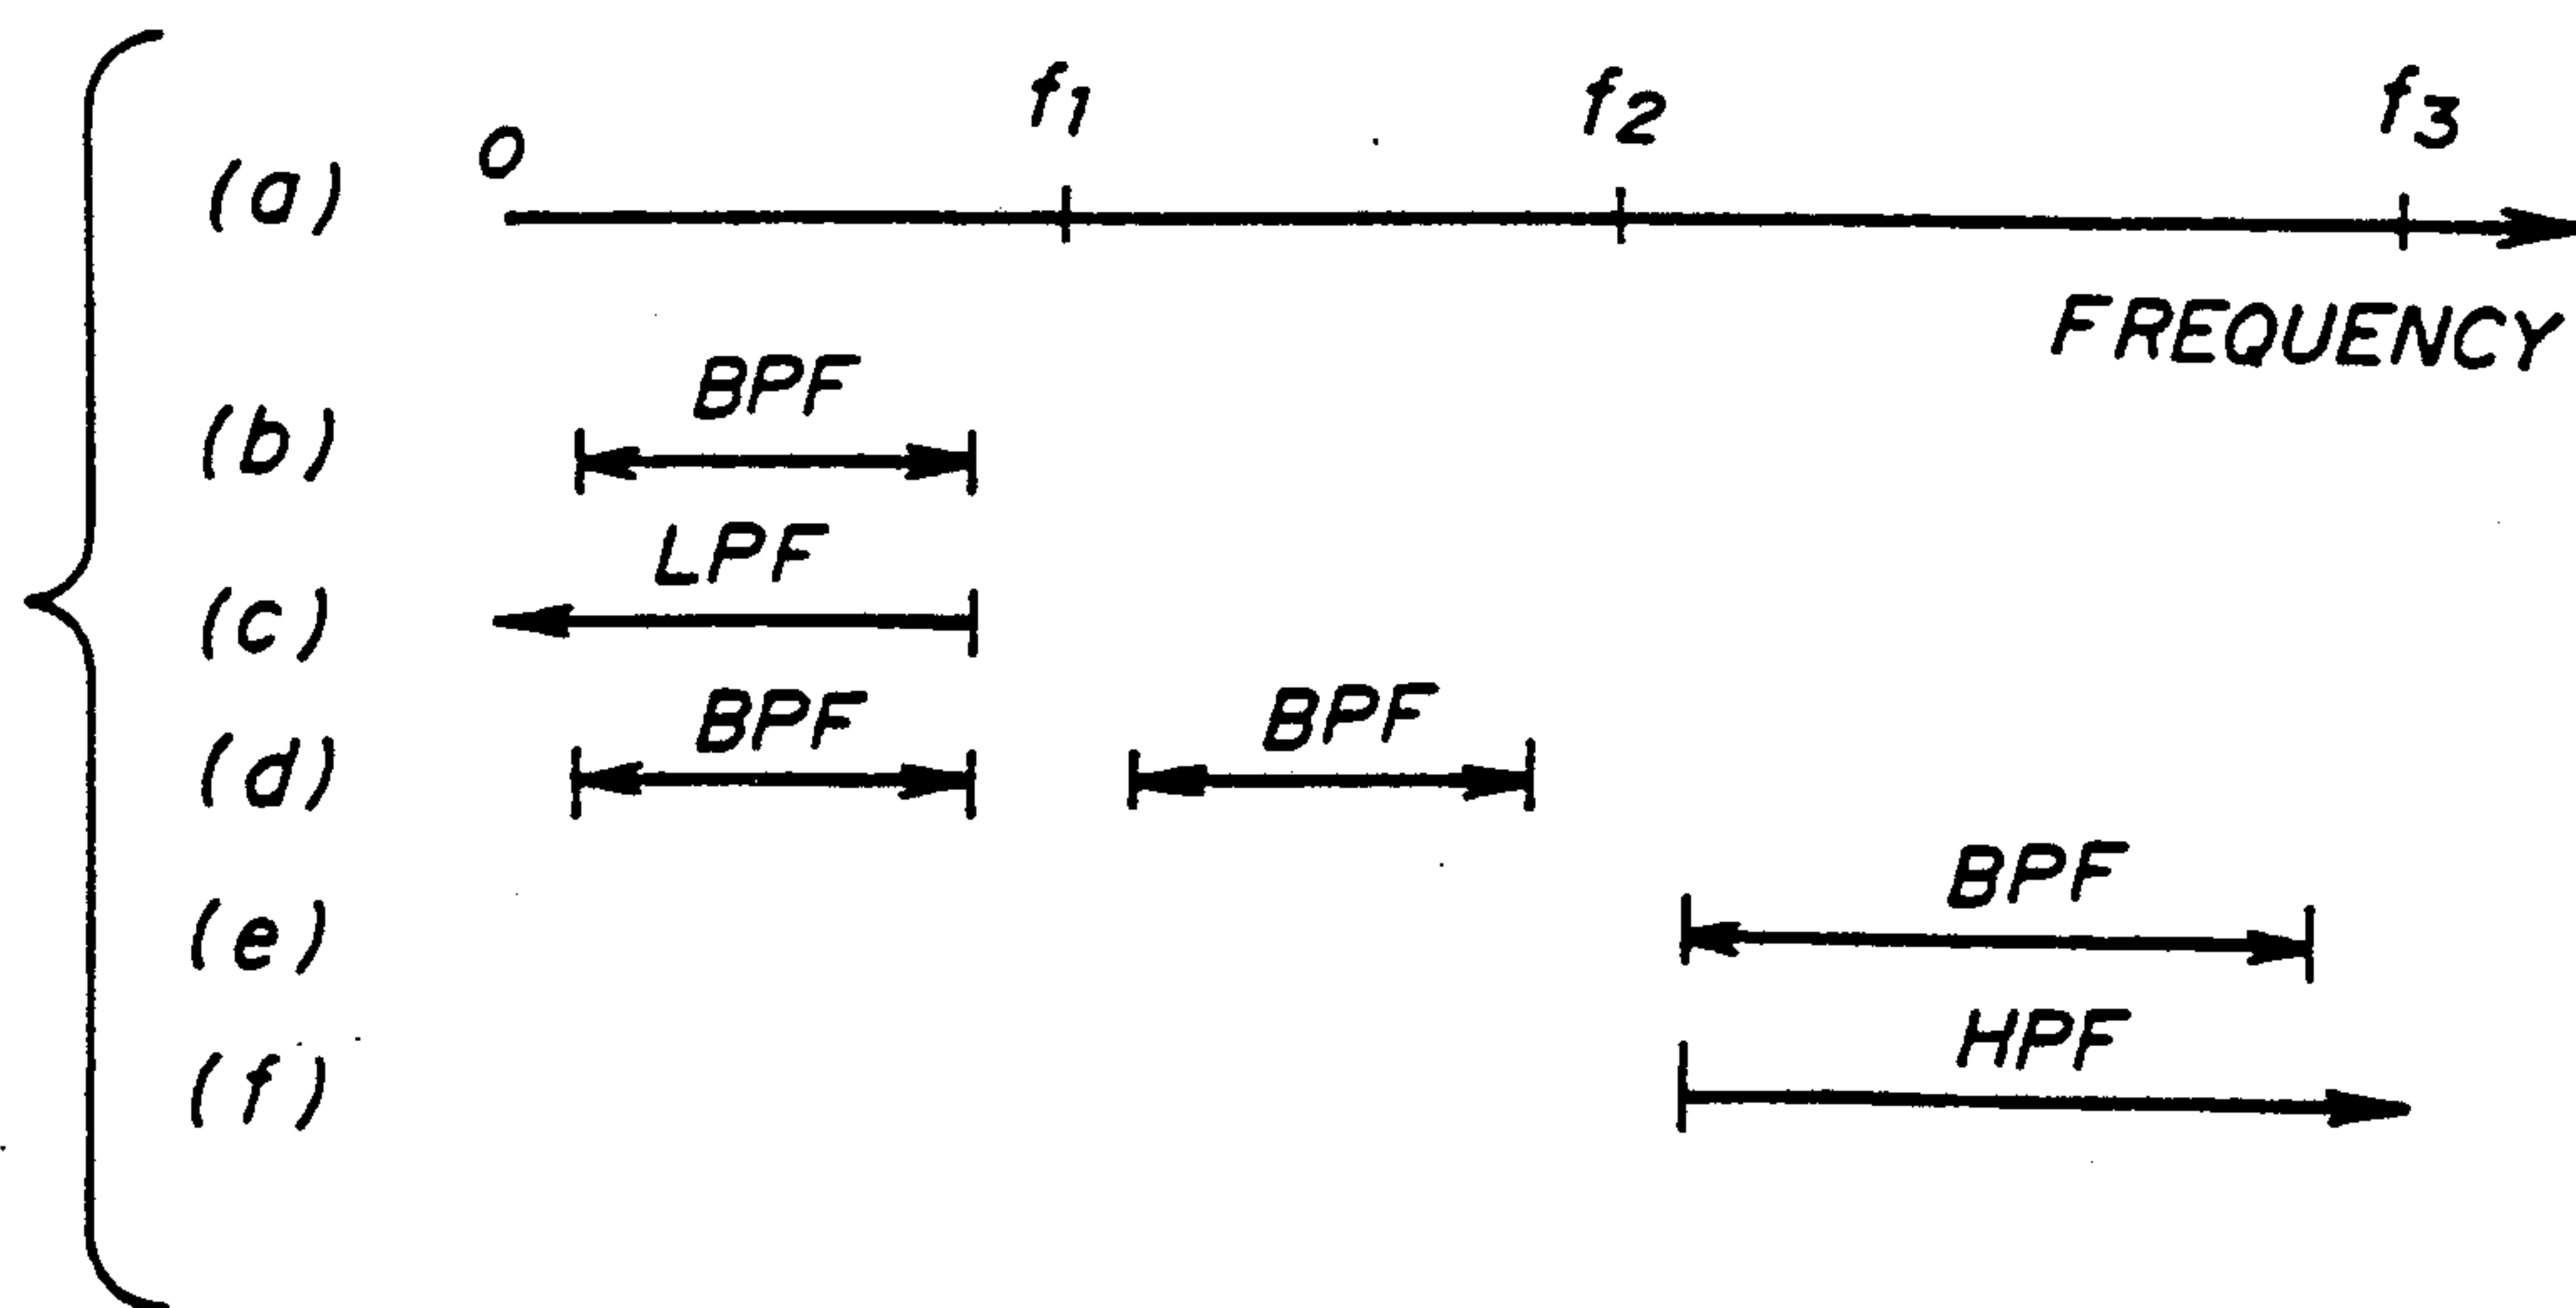 f1 f2 f3
0
(a)
FREQUENCY
BPF
(b)
LPF
(c)
BPF BPF
(d)
BPF
(e)
HPF
(f)